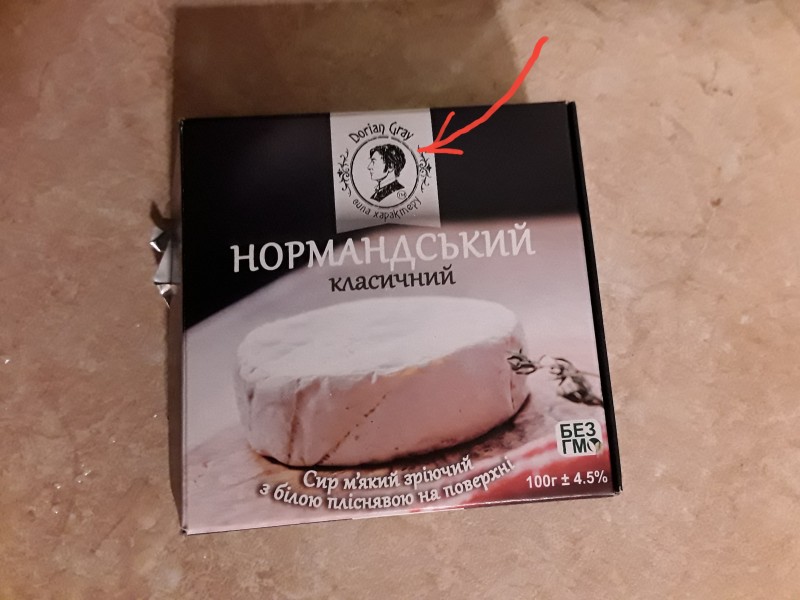 Dorian Gray
сила характеру
НОРМАНДСЬКИЙ
класичний
Сир м'який зріючий
з білою пліснявою на поверхні
БЕЗ
ГМО
100г ± 4.5%